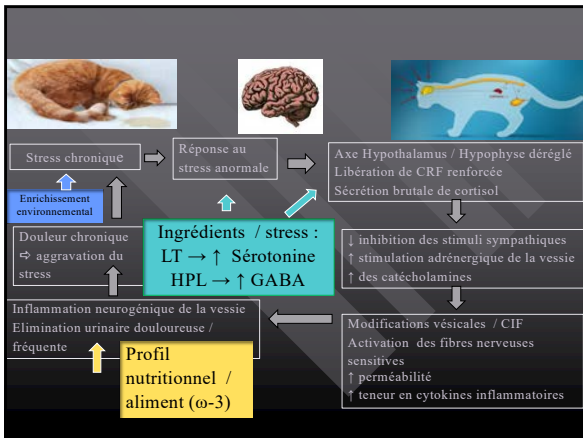 Stress chronique
Réponse au
stress anormale
Axe Hypothalamus / Hypophyse déréglé
Libération de CRF renforcée
Sécrétion brutale de cortisol
Enrichissement
environnemental
Ingrédients / stress :
LT → ↑ Sérotonine
HPL → ↑ GABA
Douleur chronique
⇨ aggravation du
stress
↓ inhibition des stimuli sympathiques
↑ stimulation adrénergique de la vessie
↑ des catécholamines
Inflammation neurogénique de la vessie
Elimination urinaire douloureuse /
fréquente
Profil
nutritionnel /
aliment (ω-3)
Modifications vésicales / CIF
Activation des fibres nerveuses
sensitives
↑ perméabilité
↑ teneur en cytokines inflammatoires